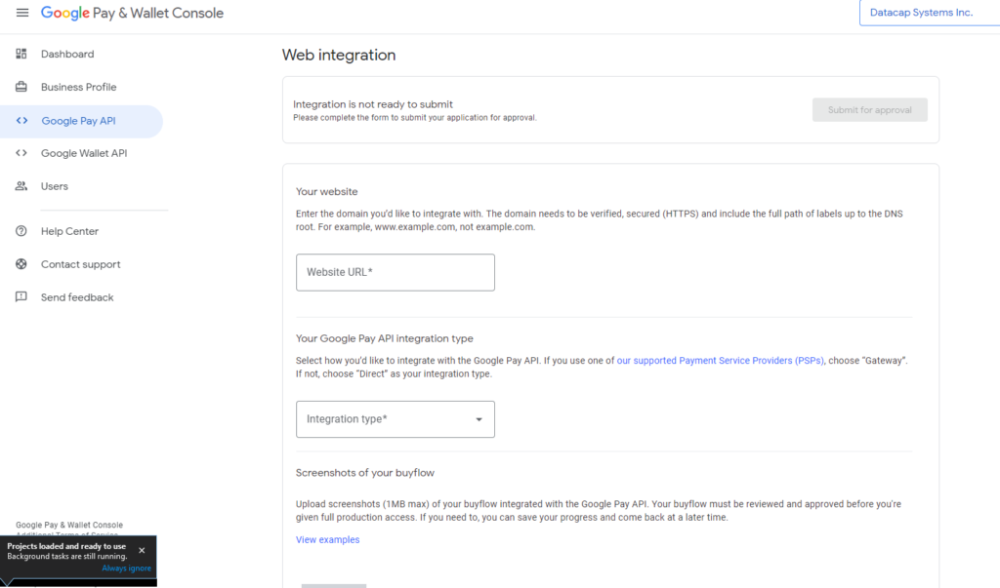 Google Pay & Wallet Console
Datacap Systems Inc.
Dashboard
Business Profile
Google Pay API
Google Wallet API
Users
Help Center
Contact support
Send feedback
Google Pay & Wallet Console
Additional Terms of Service
Projects loaded and ready to use
Background tasks are still running.
Always ignore
Web integration
Integration is not ready to submit
Please complete the form to submit your application for approval.
Submit for approval
Your website
Enter the domain you'd like to integrate with. The domain needs to be verified, secured (HTTPS) and include the full path of labels up to the DNS
root. For example, www.example.com, not example.com.
Website URL*
Your Google Pay API integration type
Select how you'd like to integrate with the Google Pay API. If you use one of our supported Payment Service Providers (PSPs), choose “Gateway”.
If not, choose “Direct” as your integration type.
Integration type*
Screenshots of your buyflow
Upload screenshots (1MB max) of your buyflow integrated with the Google Pay API. Your buyflow must be reviewed and approved before you're
given full production access. If you need to, you can save your progress and come back at a later time.
View examples